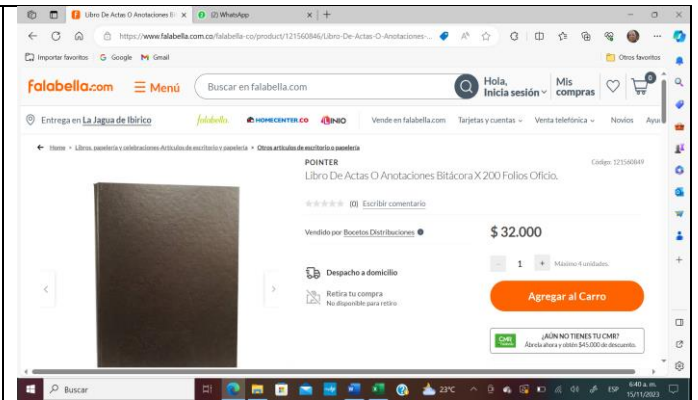 Libro De Actas O Anotaciones Bi
(2) WhatsApp
https://www.falabella.com.co/falabella-co/product/121560846/Libro-De-Actas-O-Anotaciones-...
Importar favoritos
Google
Gmail
Otros favoritos
falabella.com
Menú
Buscar en falabella.com
Hola,
Inicia sesión
Mis
compras
0
Entrega en La Jagua de Ibirico
falabella
HOMECENTER.CO
LINIO
Vende en falabella.com
Tarjetas y cuentas
Venta telefónica
Novios
Ayu
Home • Libros, papelería y celebraciones-Artículos de escritorio y papelería • Otros artículos de escritorio o papelería
POINTER
Código: 121560849
Libro De Actas O Anotaciones Bitácora X 200 Folios Oficio.
(0) Escribir comentario
Vendido por Bocetos Distribuciones
$ 32.000
- 1 + Máximo 4 unidades.
Despacho a domicilio
Retira tu compra
No disponible para retiro
Agregar al Carro
CMR
¿AÚN NO TIENES TU CMR?
Ábrela ahora y obtén $45.000 de descuento.
Buscar
23°C
ESP
6:40 a. m.
15/11/2023